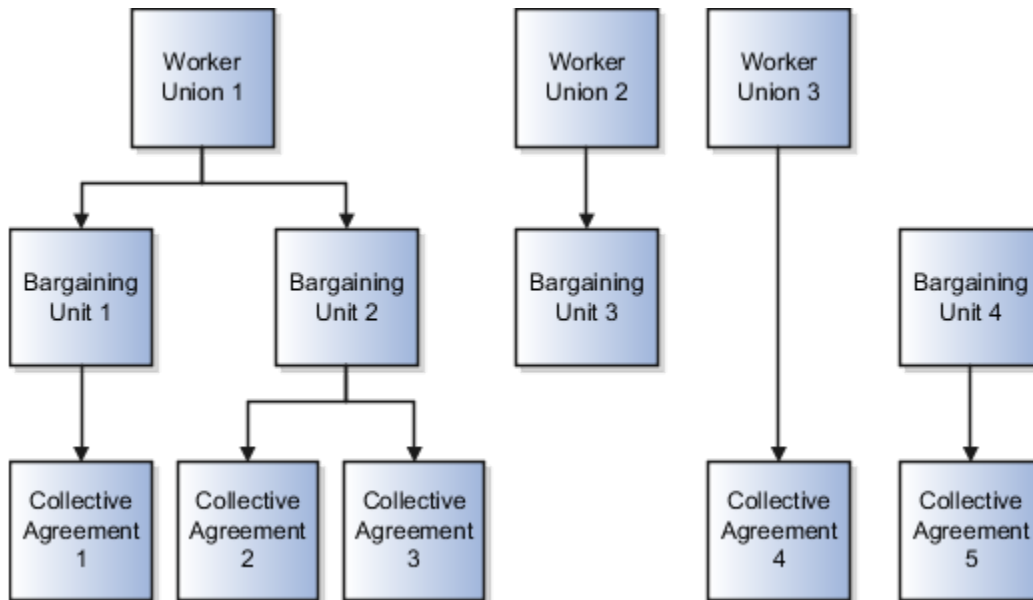 Worker
Union 1
Worker
Union 2
Worker
Union 3
Bargaining
Unit 1
Bargaining
Unit 2
Bargaining
Unit 3
Bargaining
Unit 4
Collective
Agreement
1
Collective
Agreement
2
Collective
Agreement
3
Collective
Agreement
4
Collective
Agreement
5